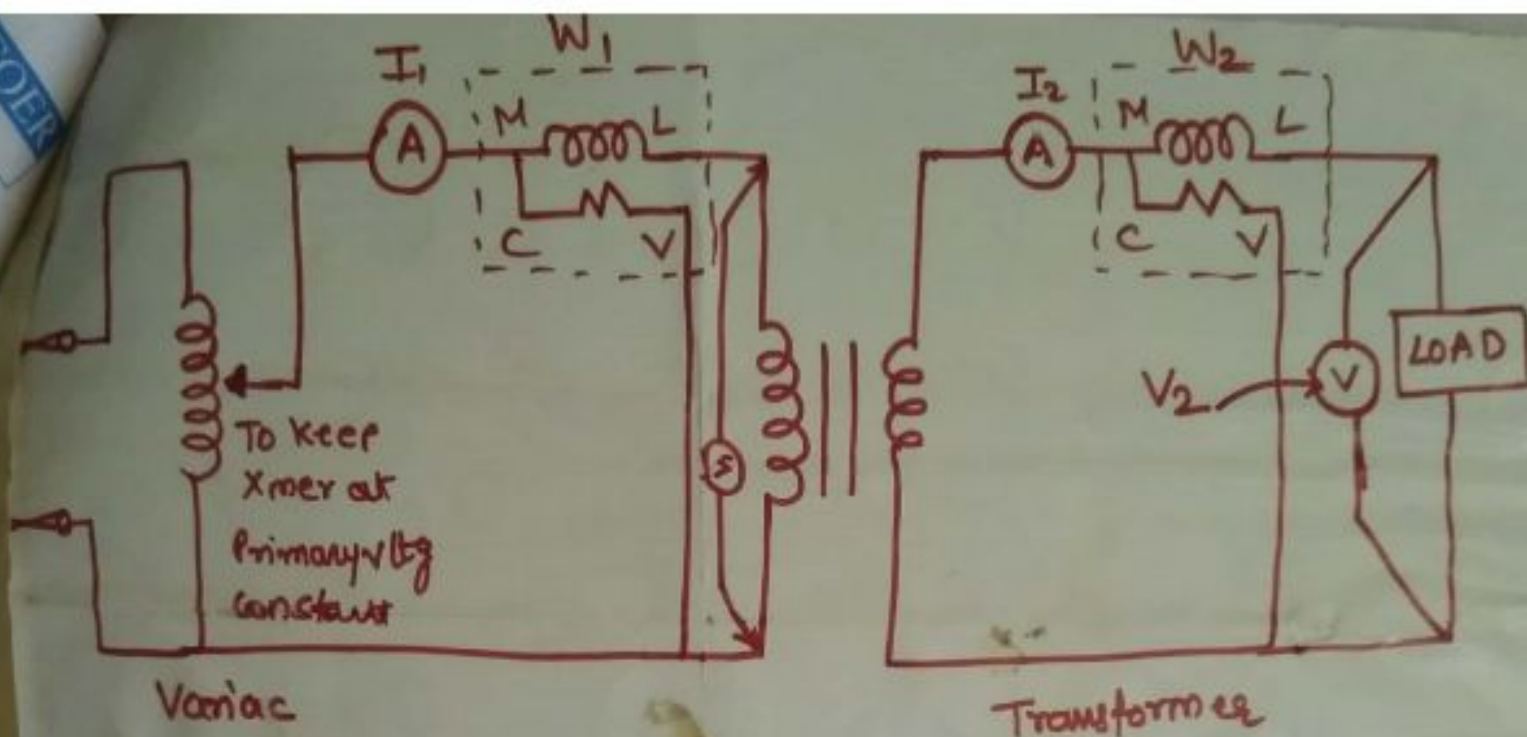 W1
W2
I1
I2
A
M
L
C
V
A
M
L
C
V
To Keep
Xmer at
Primary vltg
constant
V2
V
LOAD
Variac
Transformer